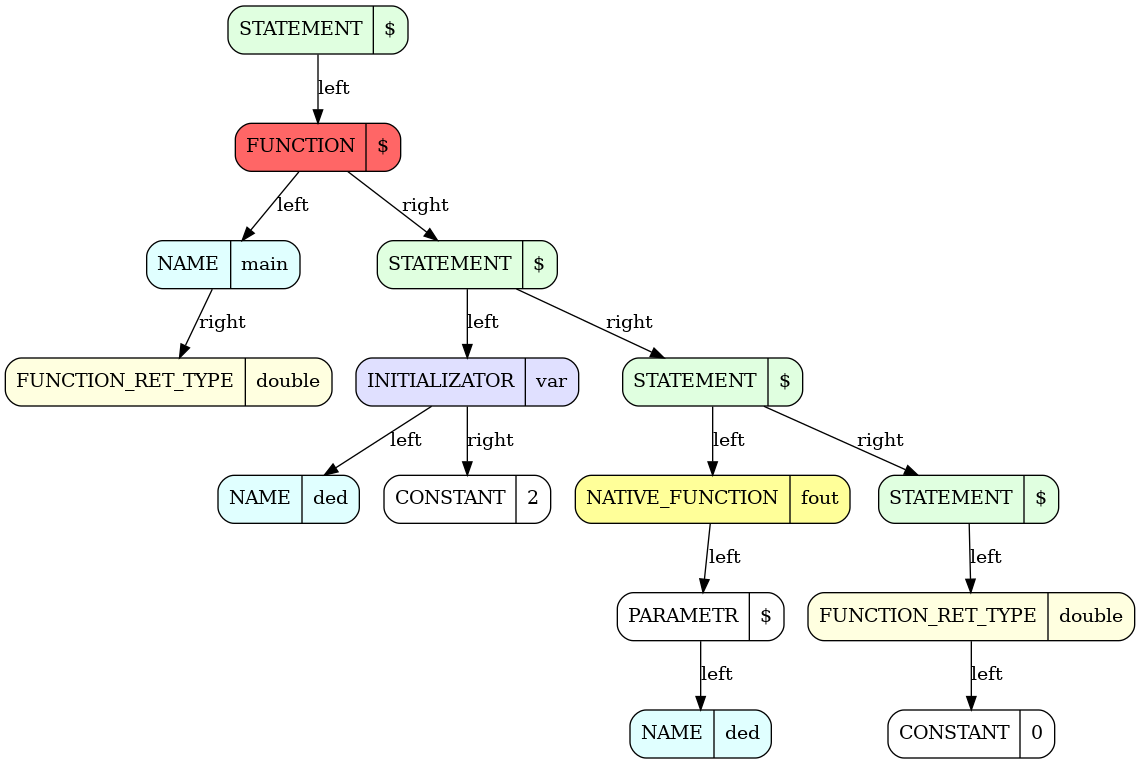 STATEMENT $
left
FUNCTION $
left right
NAME main STATEMENT $
right left right
FUNCTION_RET_TYPE double INITIALIZATOR var STATEMENT $
left right left right
NAME ded CONSTANT 2 NATIVE_FUNCTION fout STATEMENT $
left left
PARAMETR $ FUNCTION_RET_TYPE double
left left
NAME ded CONSTANT 0